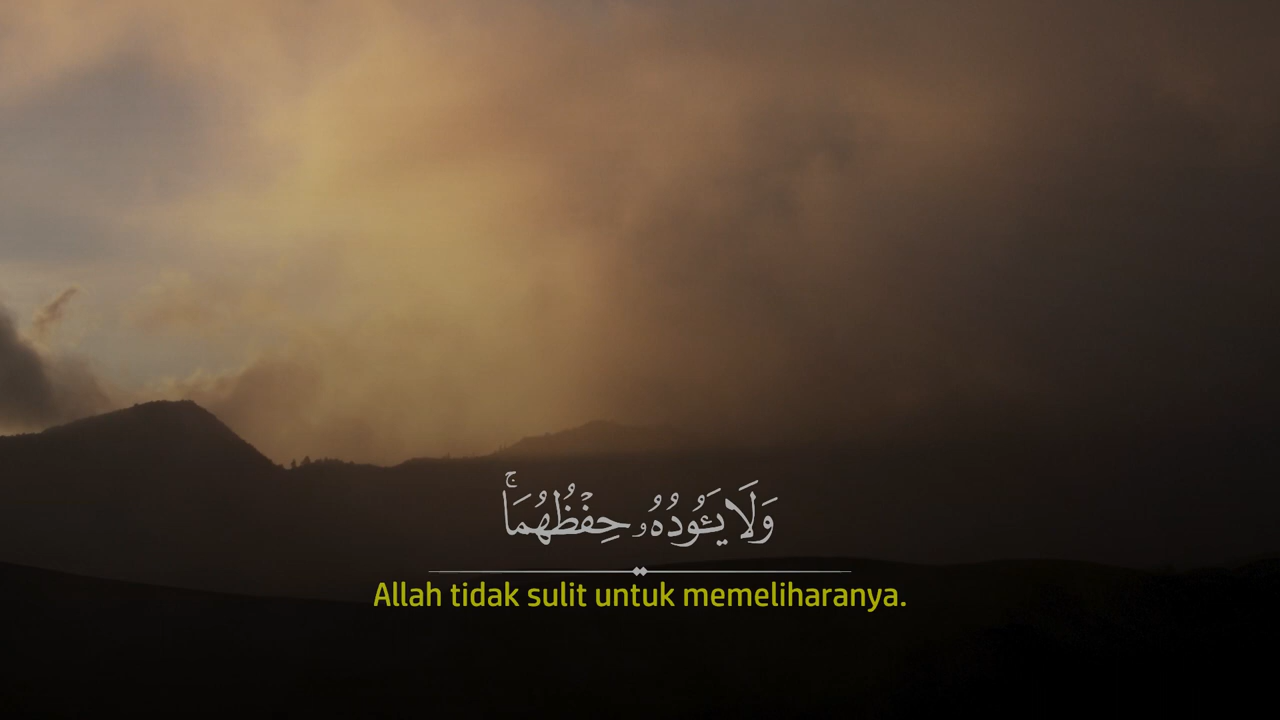 وَلَا يَـُٔودُهُۥ حِفْظُهُمَا ۚ
Allah tidak sulit untuk memeliharanya.